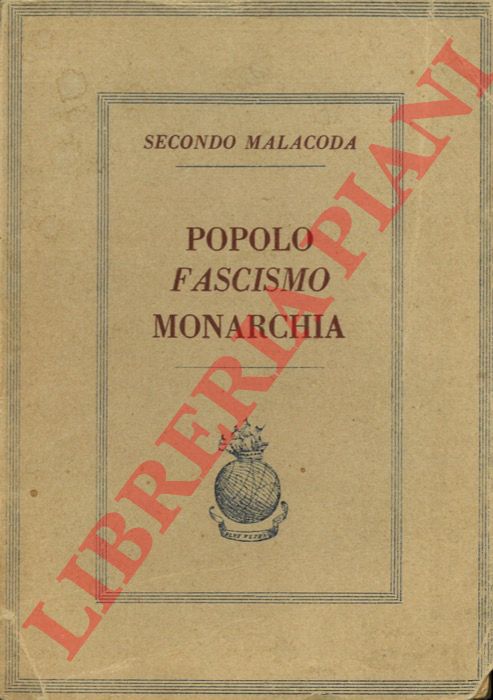 SECONDO MALACODA
POPOLO
FASCISMO
MONARCHIA
LIBRERIA PIANI